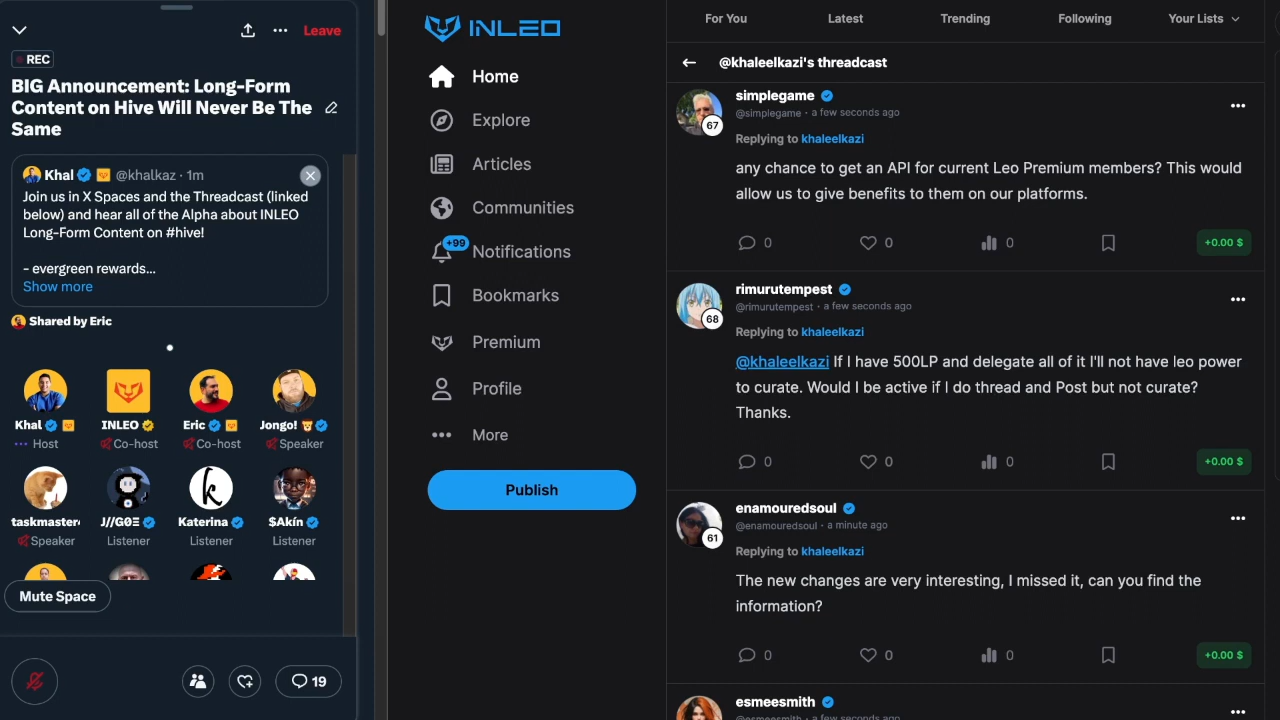 Leave
REC
BIG Announcement: Long-Form
Content on Hive Will Never Be The
Same
Khal @khalkaz · 1m
Join us in X Spaces and the Threadcast (linked
below) and hear all of the Alpha about INLEO
Long-Form Content on #hive!
- evergreen rewards...
Show more
Shared by Eric
Khal
Host
INLEO
Co-host
Eric
Co-host
Jongo!
Speaker
taskmaster
Speaker
J//GØΞ
Listener
Katerina
Listener
$Akín
Listener
Mute Space
19
INLEO
Home
Explore
Articles
Communities
+99
Notifications
Bookmarks
Premium
Profile
More
Publish
For You
Latest
Trending
Following
Your Lists
@khaleelkazi's threadcast
67
simplegame
@simplegame · a few seconds ago
Replying to khaleelkazi
any chance to get an API for current Leo Premium members? This would
allow us to give benefits to them on our platforms.
0 0 0 +0.00 $
68
rimurutempest
@rimurutempest · a few seconds ago
Replying to khaleelkazi
@khaleelkazi If I have 500LP and delegate all of it I'll not have leo power
to curate. Would I be active if I do thread and Post but not curate?
Thanks.
0 0 0 +0.00 $
61
enamouredsoul
@enamouredsoul · a minute ago
Replying to khaleelkazi
The new changes are very interesting, I missed it, can you find the
information?
0 0 0 +0.00 $
esmeesmith
@esmeesmith · a few seconds ago